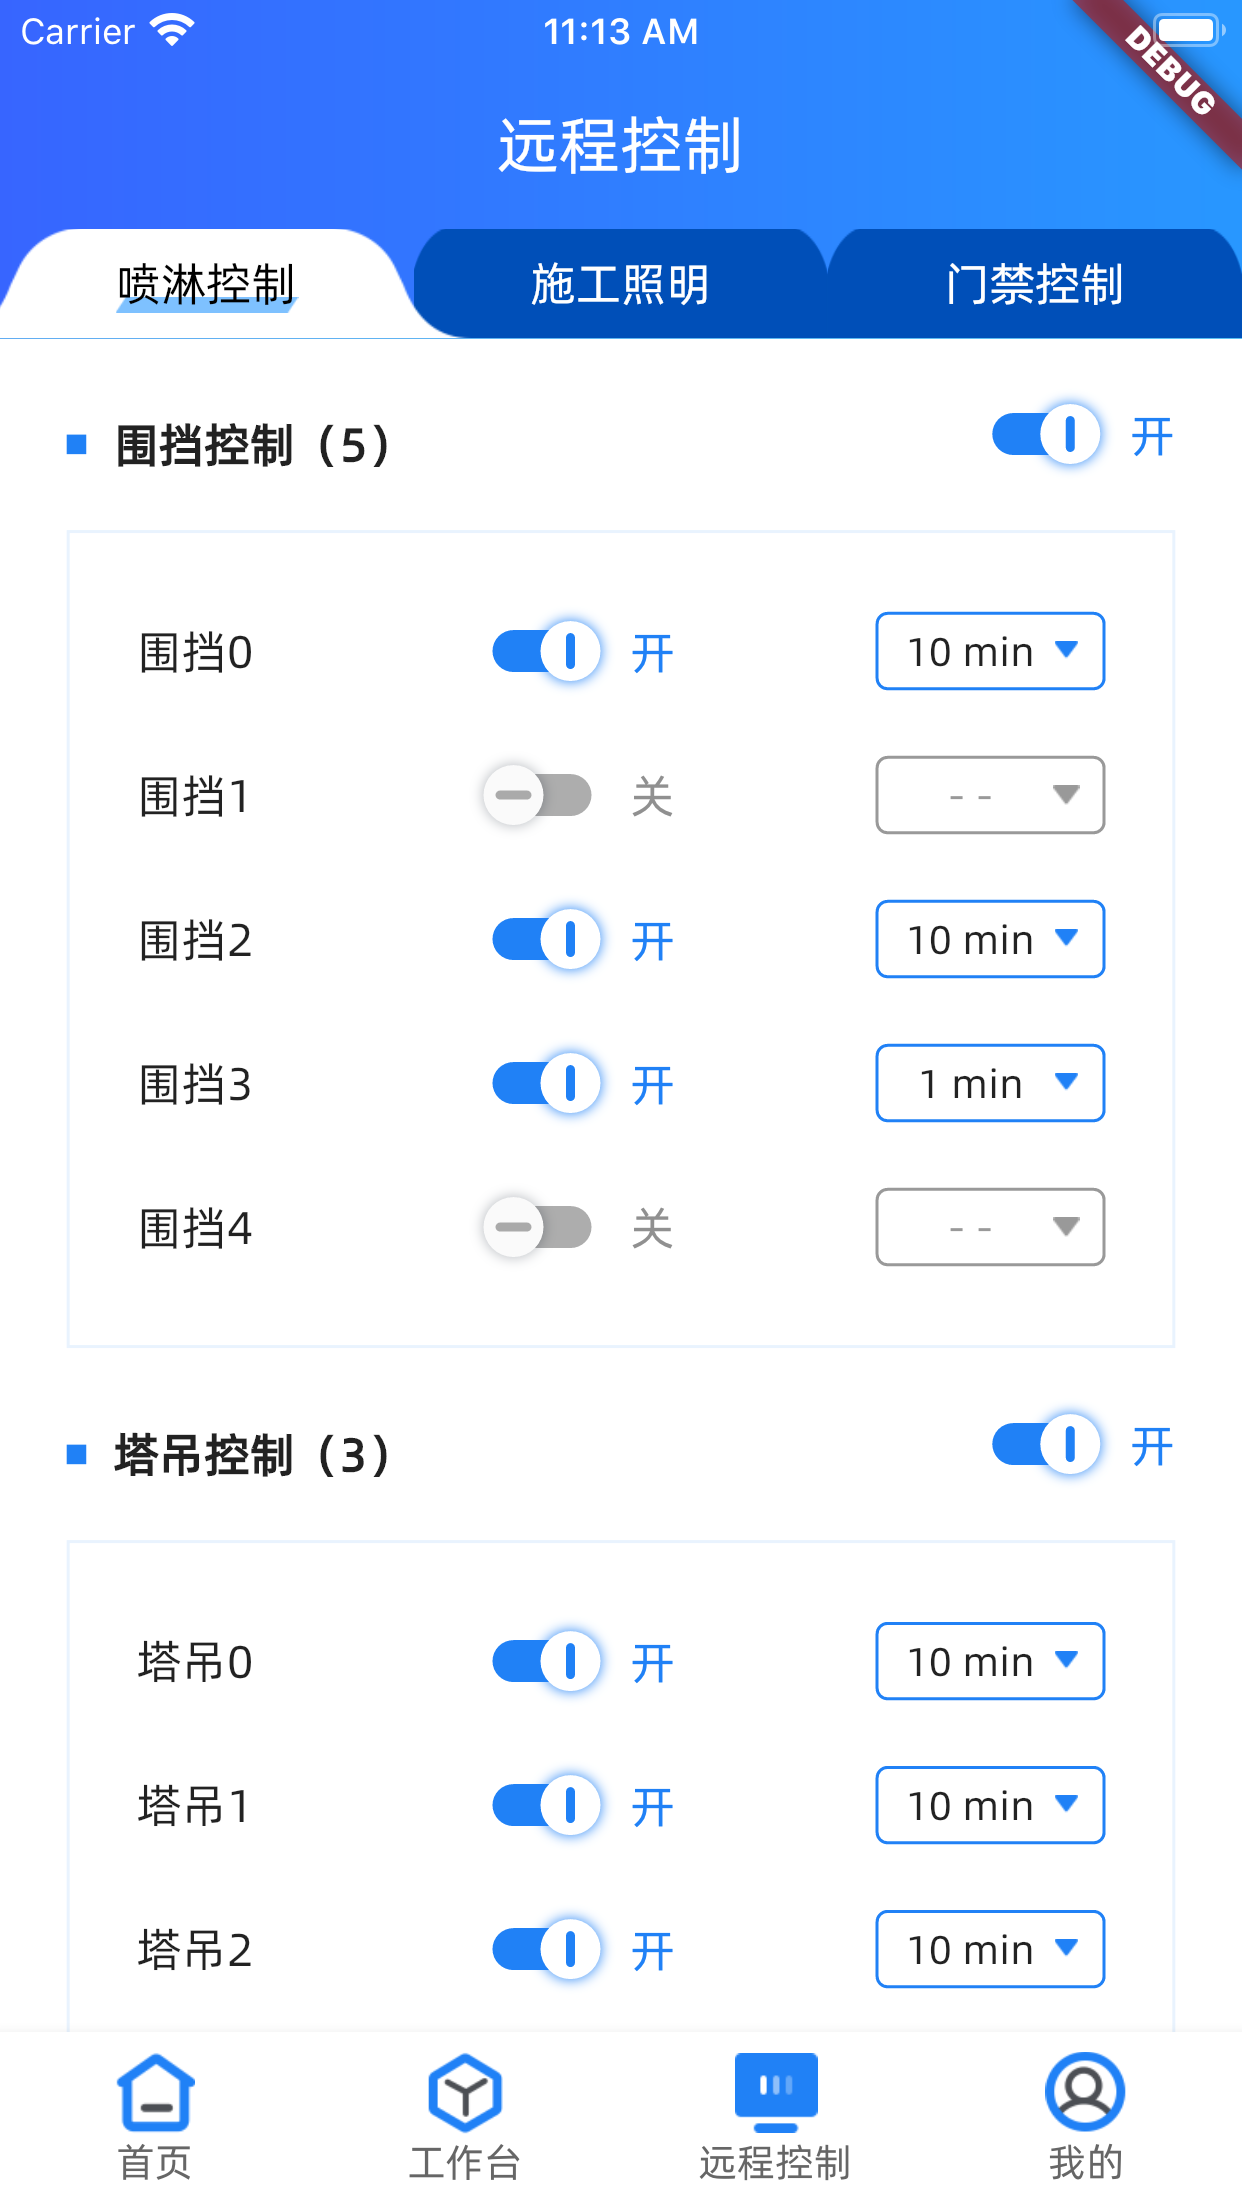 Carrier 11:13 AM
DEBUG
远程控制
喷淋控制 施工照明 门禁控制
围挡控制（5） 开
围挡0 开 10 min
围挡1 关 - -
围挡2 开 10 min
围挡3 开 1 min
围挡4 关 - -
塔吊控制（3） 开
塔吊0 开 10 min
塔吊1 开 10 min
塔吊2 开 10 min
首页 工作台 远程控制 我的